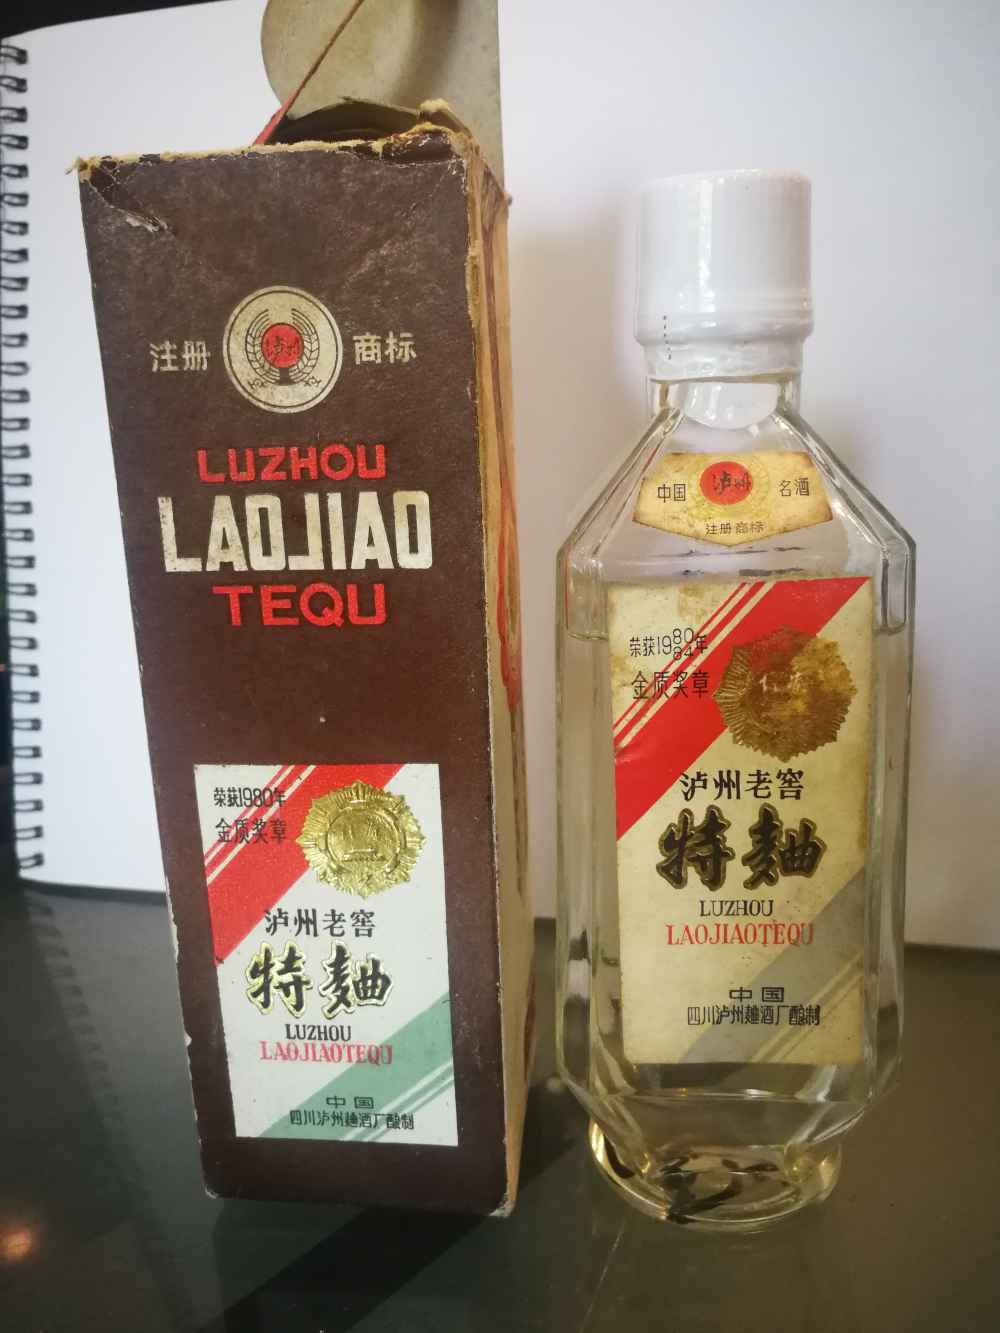 注册 泸州 商标
LUZHOU
LAOJIAO
TEQU
荣获1980年
金质奖章
泸州老窖
特麯
LUZHOU
LAOJIAOTEQU
中国
四川泸州麯酒厂酿制
中国 泸州 名酒
注册商标
荣获1980 84年
金质奖章
泸州老窖
特麯
LUZHOU
LAOJIAOTEQU
中国
四川泸州麯酒厂酿制